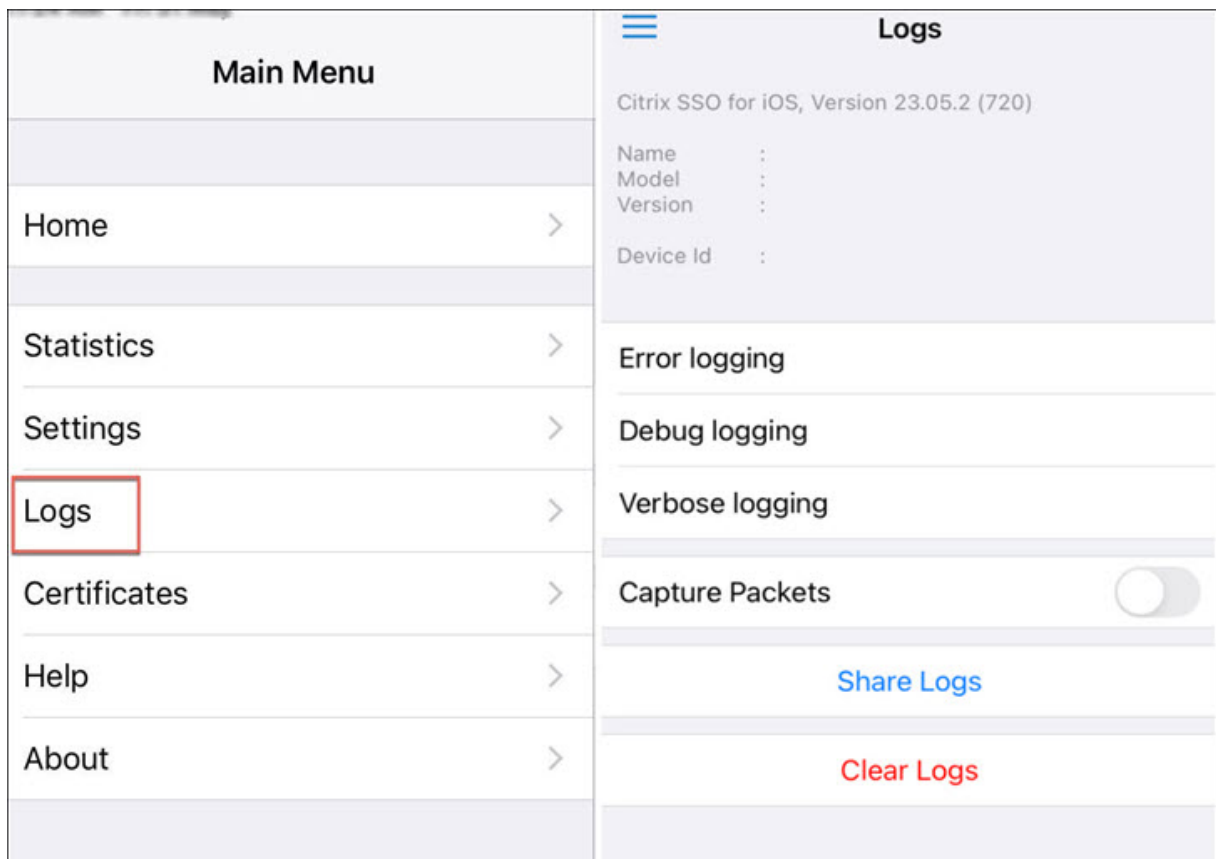 Main Menu
Home
Statistics
Settings
Logs
Certificates
Help
About
Logs
Citrix SSO for iOS, Version 23.05.2 (720)
Name :
Model :
Version :
Device Id :
Error logging
Debug logging
Verbose logging
Capture Packets
Share Logs
Clear Logs